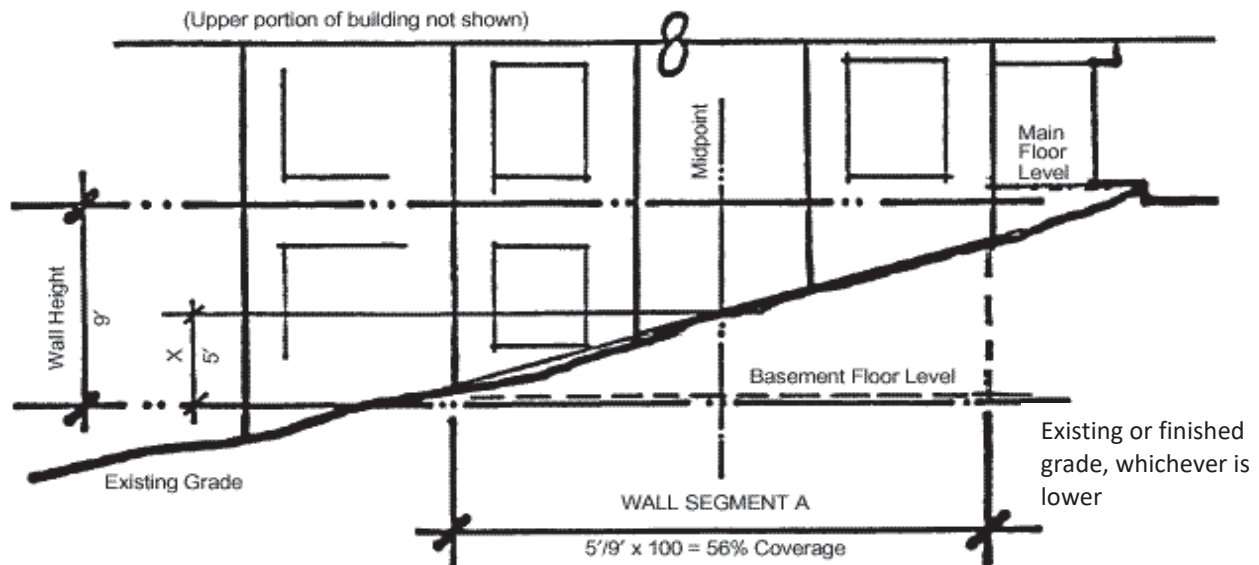 (Upper portion of building not shown)
8
Midpoint
Main
Floor
Level
Wall Height
9'
X
5'
Basement Floor Level
Existing Grade
Existing or finished
grade, whichever is
lower
WALL SEGMENT A
5'/9' x 100 = 56% Coverage